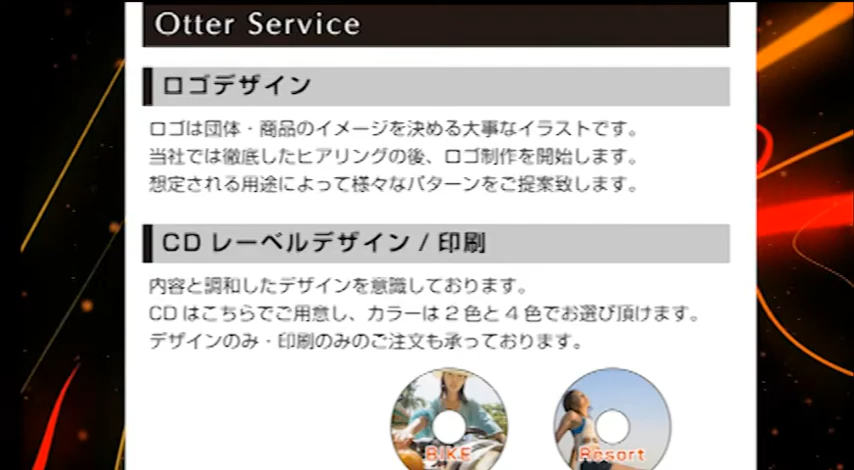 Otter Service
ロゴデザイン
ロゴは団体・商品のイメージを決める大事なイラストです。
当社では徹底したヒアリングの後、ロゴ制作を開始します。
想定される用途によって様々なパターンをご提案致します。
CD レーベルデザイン / 印刷
内容と調和したデザインを意識しております。
CD はこちらでご用意し、カラーは 2 色と 4 色でお選び頂けます。
デザインのみ・印刷のみのご注文も承っております。
BIKE
Resort